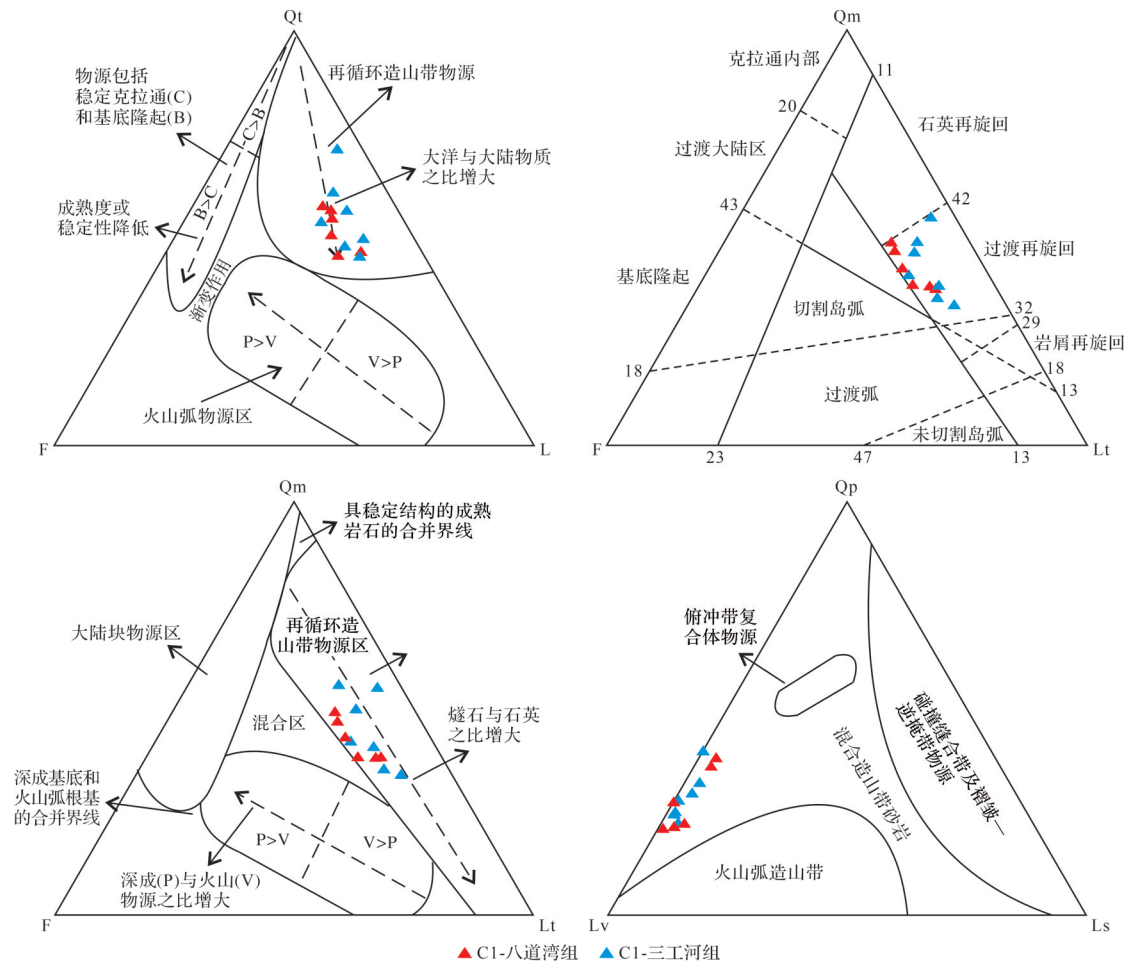 Qt
物源包括
稳定克拉通(C)
和基底隆起(B)
再循环造山带物源
C>B
大洋与大陆物质
之比增大
B>C
成熟度或
稳定性降低
渐变作用
P>V
V>P
火山弧物源区
F
L
Qm
克拉通内部
11
20
石英再旋回
过渡大陆区
43
42
过渡再旋回
基底隆起
切割岛弧
32
29
岩屑再旋回
18
18
13
过渡弧
未切割岛弧
F
23
47
13
Lt
Qm
具稳定结构的成熟
岩石的合并界线
大陆块物源区
再循环造
山带物源区
混合区
燧石与石英
之比增大
深成基底和
火山弧根基
的合并界线
P>V
V>P
深成(P)与火山(V)
物源之比增大
F
Lt
Qp
俯冲带复
合体物源
碰撞缝合带及褶皱—
逆掩带物源
混合造山带砂岩
火山弧造山带
Lv
Ls
C1-八道湾组
C1-三工河组